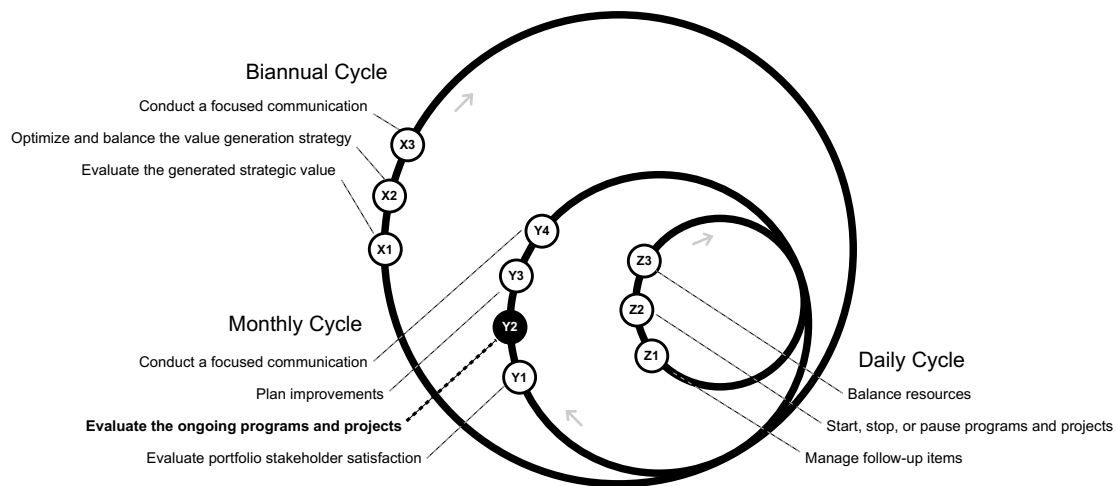 Biannual Cycle
Conduct a focused communication
Optimize and balance the value generation strategy
Evaluate the generated strategic value
X3
X2
X1
Monthly Cycle
Conduct a focused communication
Plan improvements
Evaluate the ongoing programs and projects
Evaluate portfolio stakeholder satisfaction
Y4
Y3
Y2
Y1
Z3
Z2
Z1
Daily Cycle
Balance resources
Start, stop, or pause programs and projects
Manage follow-up items